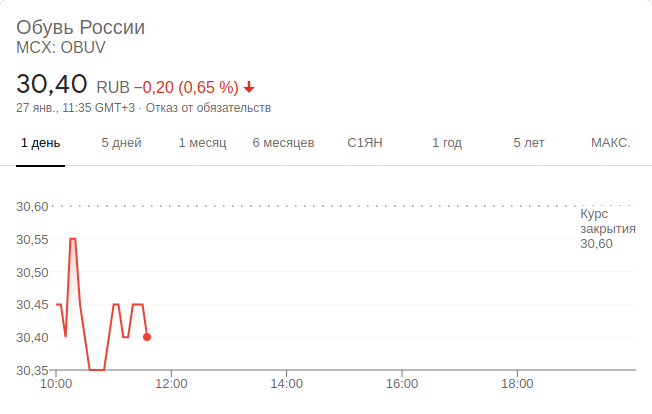 Обувь России
MCX: OBUV
30,40 RUB −0,20 (0,65 %)
27 янв., 11:35 GMT+3 · Отказ от обязательств
1 день 5 дней 1 месяц 6 месяцев С1ЯН 1 год 5 лет МАКС.
30,60
Курс
закрытия
30,60
30,55
30,50
30,45
30,40
30,35
10:00 12:00 14:00 16:00 18:00